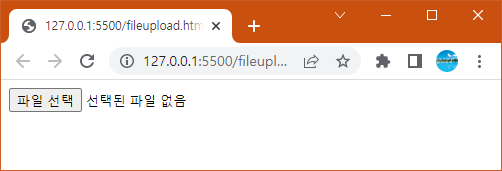 127.0.0.1:5500/fileupload.htm
127.0.0.1:5500/fileupl...
파일 선택 선택된 파일 없음